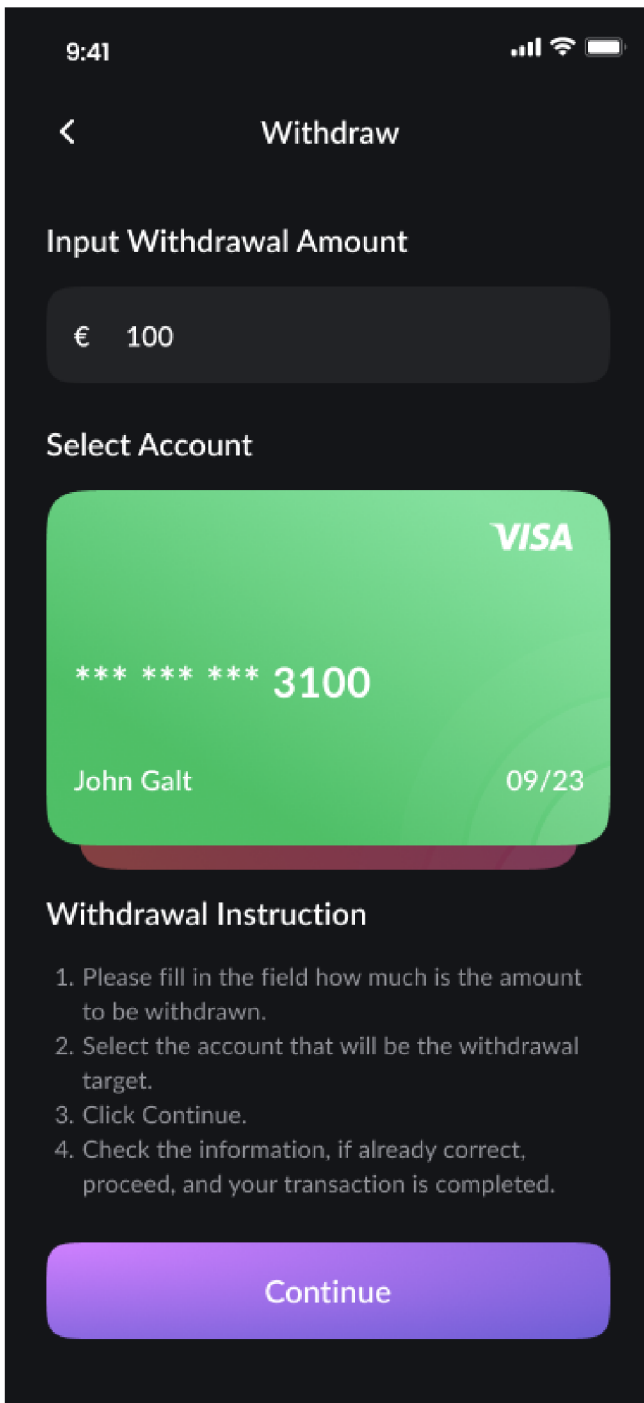 9:41
Withdraw
Input Withdrawal Amount
€ 100
Select Account
VISA
*** *** *** 3100
John Galt 09/23
Withdrawal Instruction
1. Please fill in the field how much is the amount
to be withdrawn.
2. Select the account that will be the withdrawal
target.
3. Click Continue.
4. Check the information, if already correct,
proceed, and your transaction is completed.
Continue